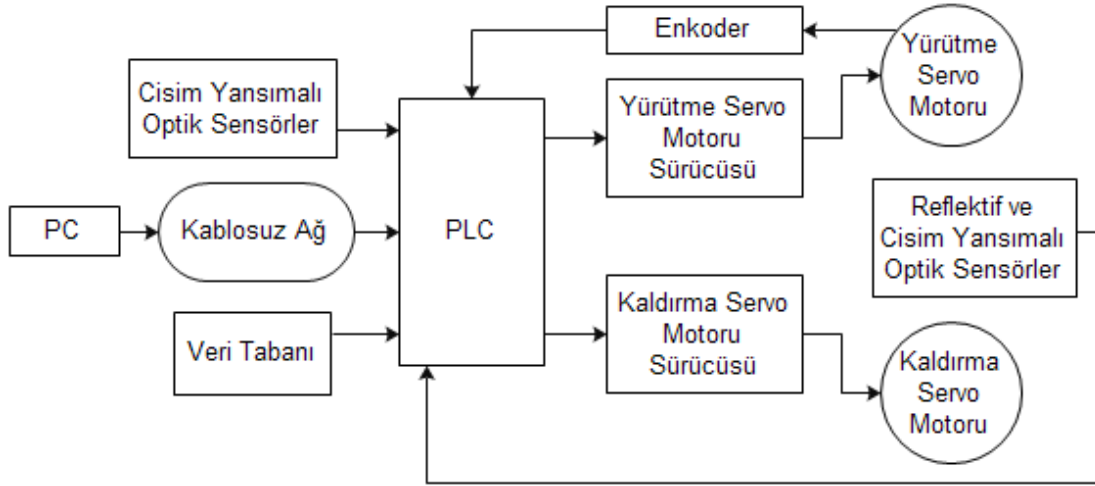 Enkoder
Yürütme
Servo
Motoru
Cisim Yansımalı
Optik Sensörler
Yürütme Servo
Motoru
Sürücüsü
PC
Kablosuz Ağ
PLC
Reflektif ve
Cisim Yansımalı
Optik Sensörler
Veri Tabanı
Kaldırma Servo
Motoru
Sürücüsü
Kaldırma
Servo
Motoru